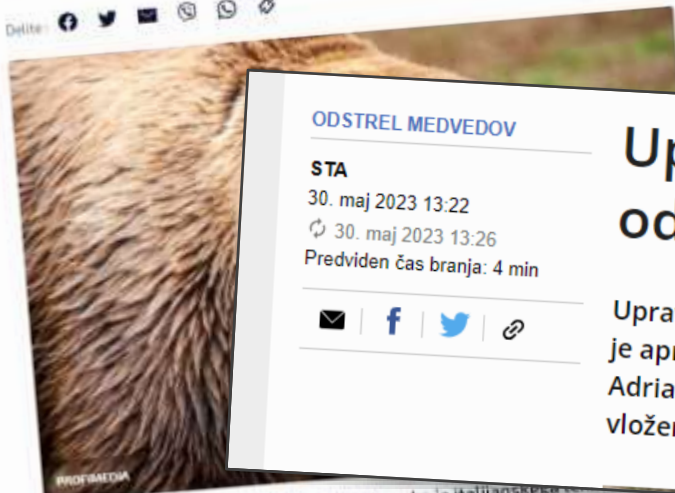 Delite:
ODSTREL MEDVEDOV
STA
30. maj 2023 13:22
30. maj 2023 13:26
Predviden čas branja: 4 min
Up
od
Upra
je apr
Adria
vložen
PROFIMEDIA